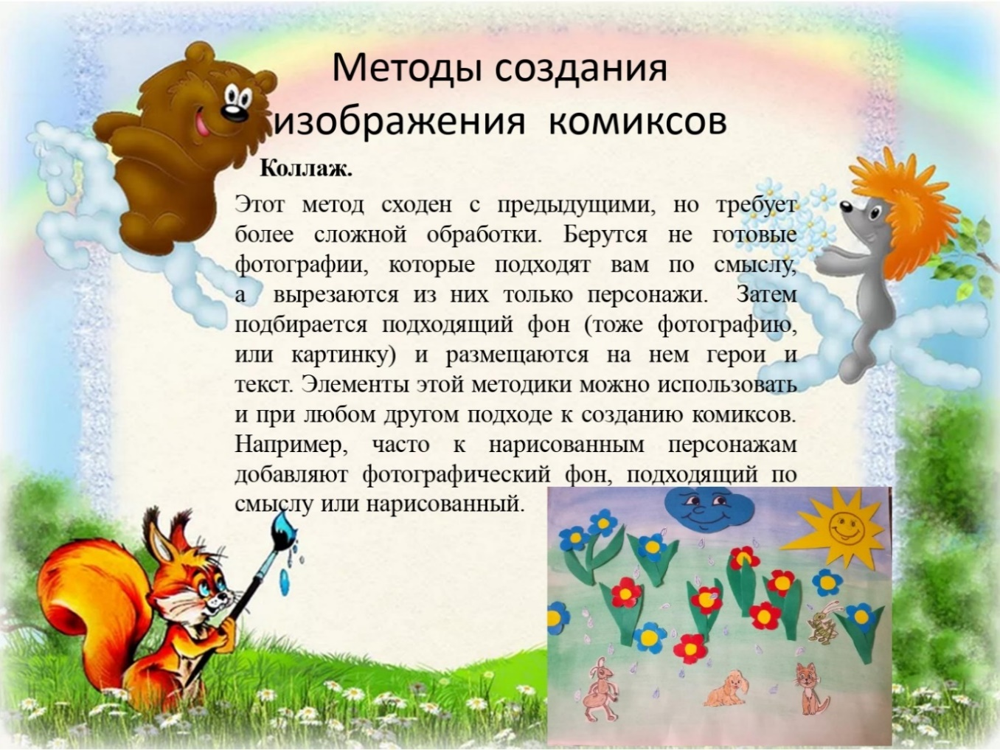 Методы создания
изображения комиксов
Коллаж.
Этот метод сходен с предыдущими, но требует
более сложной обработки. Берутся не готовые
фотографии, которые подходят вам по смыслу,
а вырезаются из них только персонажи. Затем
подбирается подходящий фон (тоже фотографию,
или картинку) и размещаются на нем герои и
текст. Элементы этой методики можно использовать
и при любом другом подходе к созданию комиксов.
Например, часто к нарисованным персонажам
добавляют фотографический фон, подходящий по
смыслу или нарисованный.